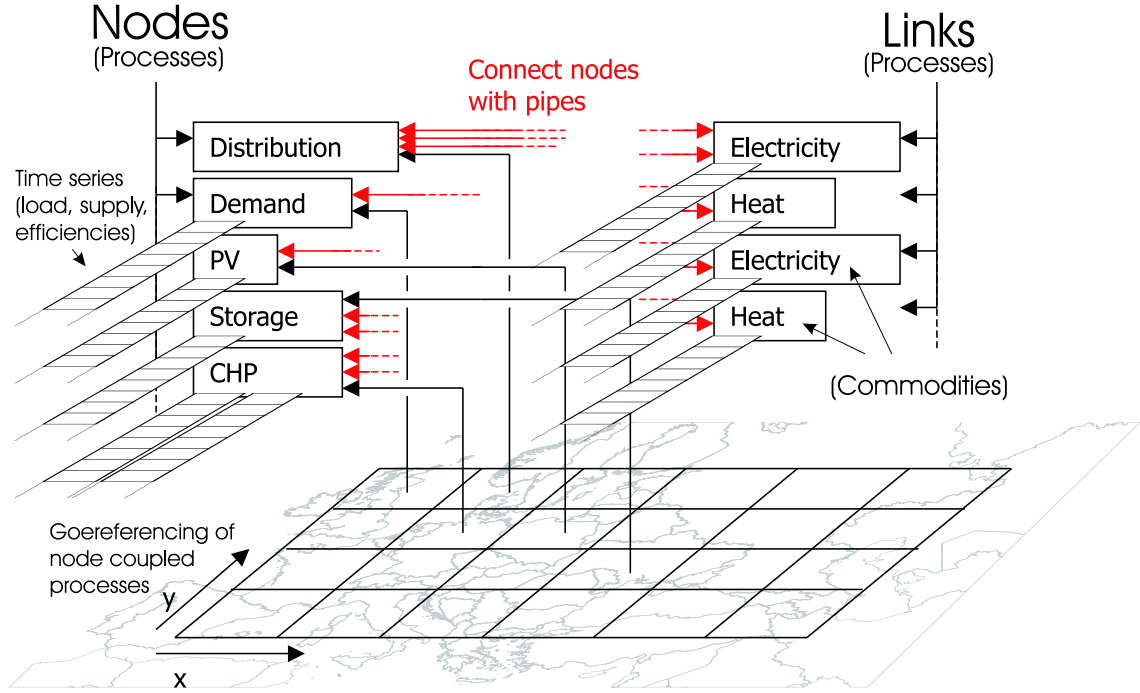 Nodes
(Processes)
Links
(Processes)
Connect nodes
with pipes
Distribution
Demand
PV
Storage
CHP
Electricity
Heat
Electricity
Heat
Time series
(load, supply,
efficiencies)
(Commodities)
Goereferencing of
node coupled
processes
y
x